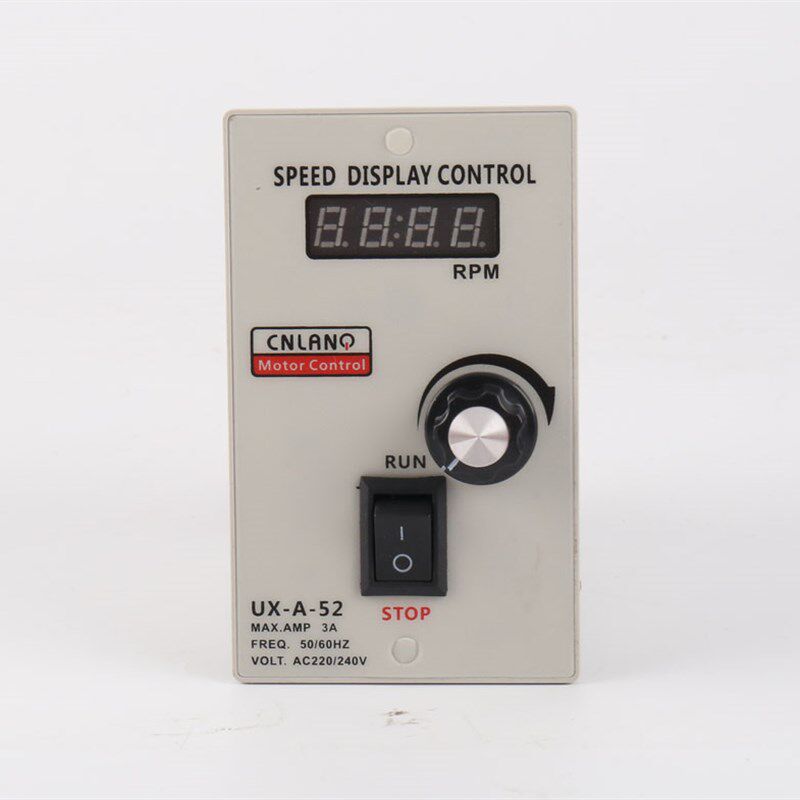 SPEED DISPLAY CONTROL
RPM
CNLANQ
Motor Control
RUN
STOP
UX-A-52
MAX.AMP 3A
FREQ. 50/60HZ
VOLT. AC220/240V